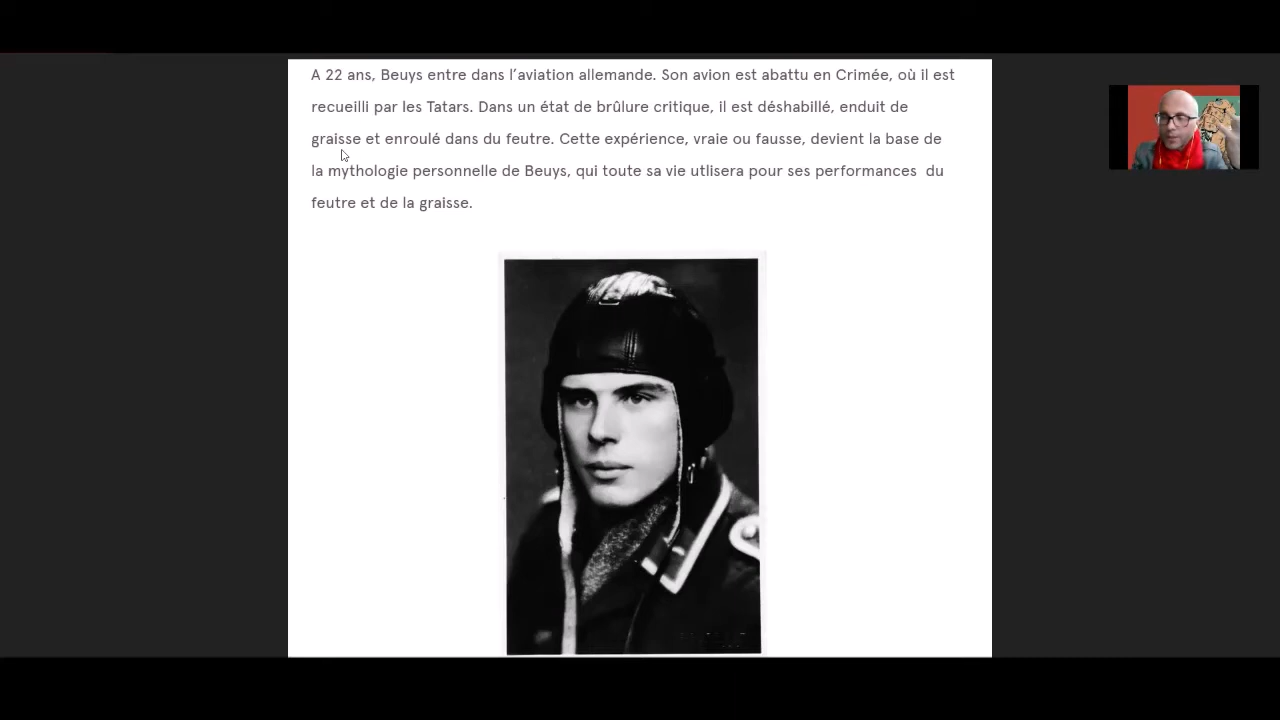 A 22 ans, Beuys entre dans l’aviation allemande. Son avion est abattu en Crimée, où il est
recueilli par les Tatars. Dans un état de brûlure critique, il est déshabillé, enduit de
graisse et enroulé dans du feutre. Cette expérience, vraie ou fausse, devient la base de
la mythologie personnelle de Beuys, qui toute sa vie utlisera pour ses performances  du
feutre et de la graisse.